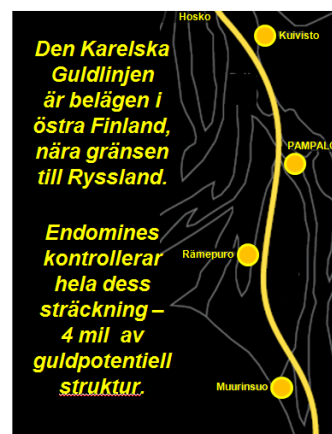 Hosko
Kuivisto
Den Karelska
Guldlinjen
är belägen i
östra Finland,
nära gränsen
till Ryssland.
PAMPALO
Endomines
kontrollerar
hela dess
sträckning –
4 mil av
guldpotentiell
struktur.
Rämepuro
Muurinsuo